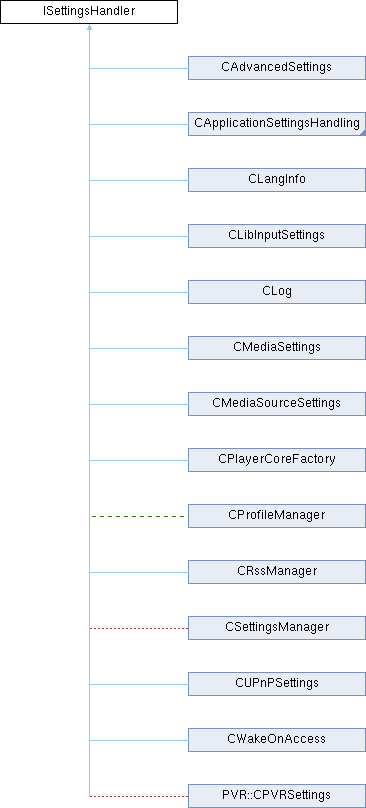 ISettingsHandler
CAdvancedSettings
CApplicationSettingsHandling
CLangInfo
CLibInputSettings
CLog
CMediaSettings
CMediaSourceSettings
CPlayerCoreFactory
CProfileManager
CRssManager
CSettingsManager
CUPnPSettings
CWakeOnAccess
PVR::CPVRSettings